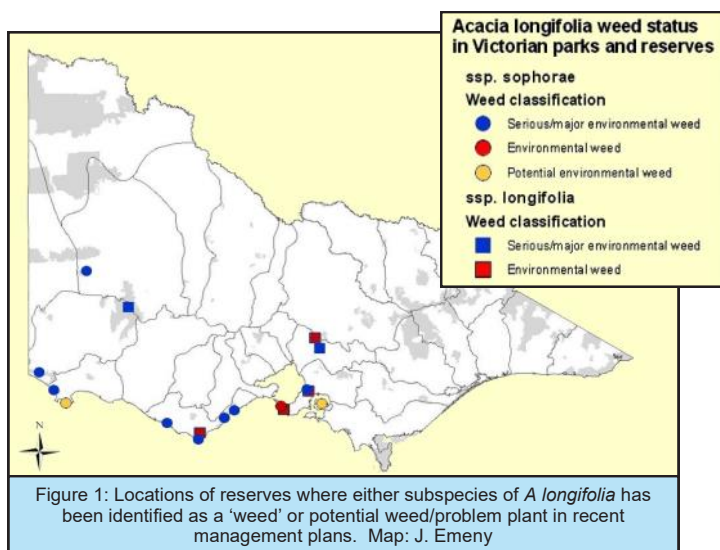 Acacia longifolia weed status
in Victorian parks and reserves
ssp. sophorae
Weed classification
Serious/major environmental weed
Environmental weed
Potential environmental weed
ssp. longifolia
Weed classification
Serious/major environmental weed
Environmental weed
N
Figure 1: Locations of reserves where either subspecies of A longifolia has
been identified as a ‘weed’ or potential weed/problem plant in recent
management plans.  Map: J. Emeny